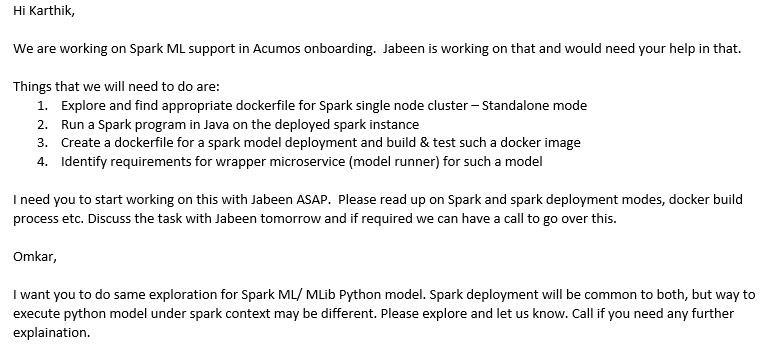 Hi Karthik,
We are working on Spark ML support in Acumos onboarding.  Jabeen is working on that and would need your help in that.
Things that we will need to do are:
1. Explore and find appropriate dockerfile for Spark single node cluster – Standalone mode
2. Run a Spark program in Java on the deployed spark instance
3. Create a dockerfile for a spark model deployment and build & test such a docker image
4. Identify requirements for wrapper microservice (model runner) for such a model
I need you to start working on this with Jabeen ASAP.  Please read up on Spark and spark deployment modes, docker build
process etc. Discuss the task with Jabeen tomorrow and if required we can have a call to go over this.
Omkar,
I want you to do same exploration for Spark ML/ MLib Python model. Spark deployment will be common to both, but way to
execute python model under spark context may be different. Please explore and let us know. Call if you need any further
explaination.